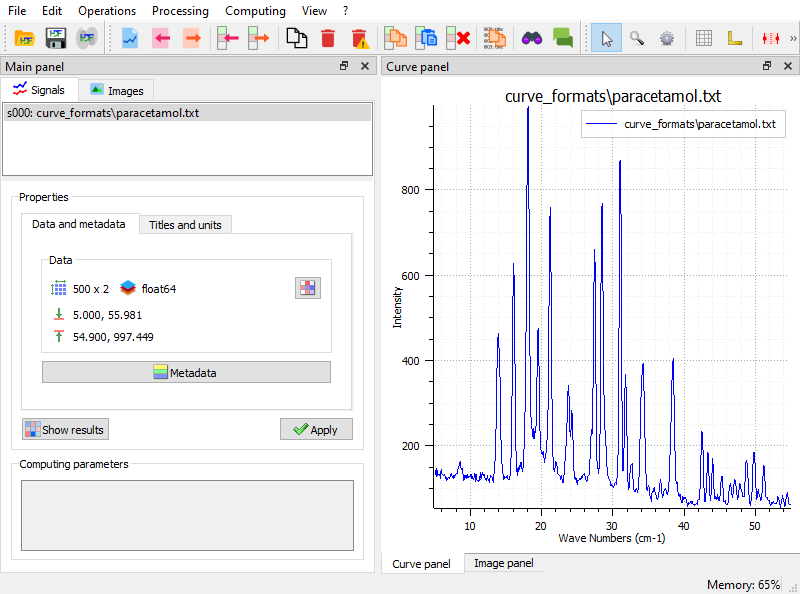 File Edit Operations Processing Computing View ?
Main panel
Signals Images
s000: curve_formats\paracetamol.txt
Properties
Data and metadata Titles and units
Data
500 x 2 float64
5.000, 55.981
54.900, 997.449
Metadata
Show results Apply
Computing parameters
Curve panel
curve_formats\paracetamol.txt
curve_formats\paracetamol.txt
800
600
400
200
Intensity
10 20 30 40 50
Wave Numbers (cm-1)
Curve panel Image panel
Memory: 65%